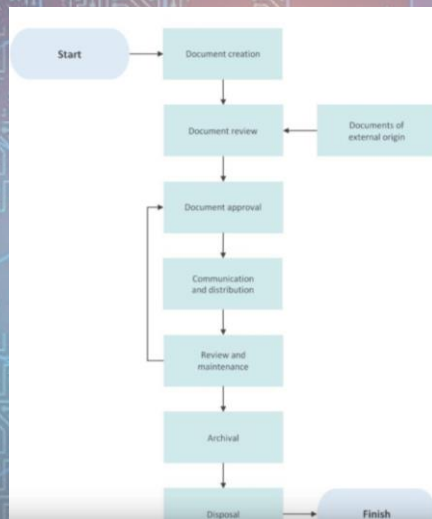 Start
Document creation
Document review
Documents of
external origin
Document approval
Communication
and distribution
Review and
maintenance
Archival
Disposal
Finish